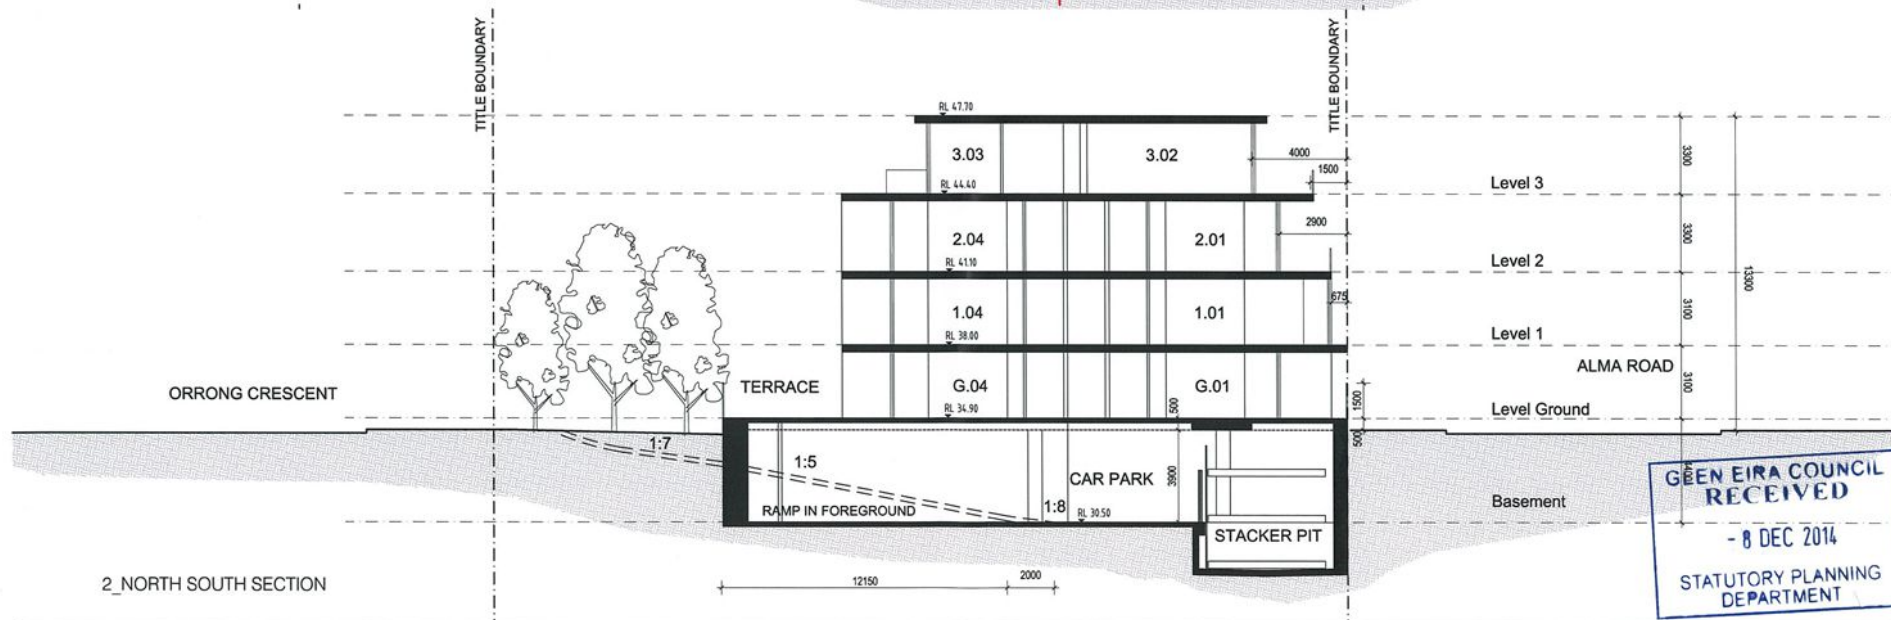 TITLE BOUNDARY
TITLE BOUNDARY
RL 47.70
3.03
3.02
4000
1500
3300
RL 44.40
Level 3
2.04
2.01
2900
3300
RL 41.10
Level 2
13300
1.04
1.01
675
3100
RL 38.00
Level 1
ORRONG CRESCENT
TERRACE
G.04
G.01
ALMA ROAD
3100
RL 34.90
500
1500
Level Ground
1:7
500
1:5
CAR PARK
3900
4400
1:8
RAMP IN FOREGROUND
RL 30.50
Basement
STACKER PIT
GLEN EIRA COUNCIL
RECEIVED
- 8 DEC 2014
STATUTORY PLANNING
DEPARTMENT
2_NORTH SOUTH SECTION
12150
2000